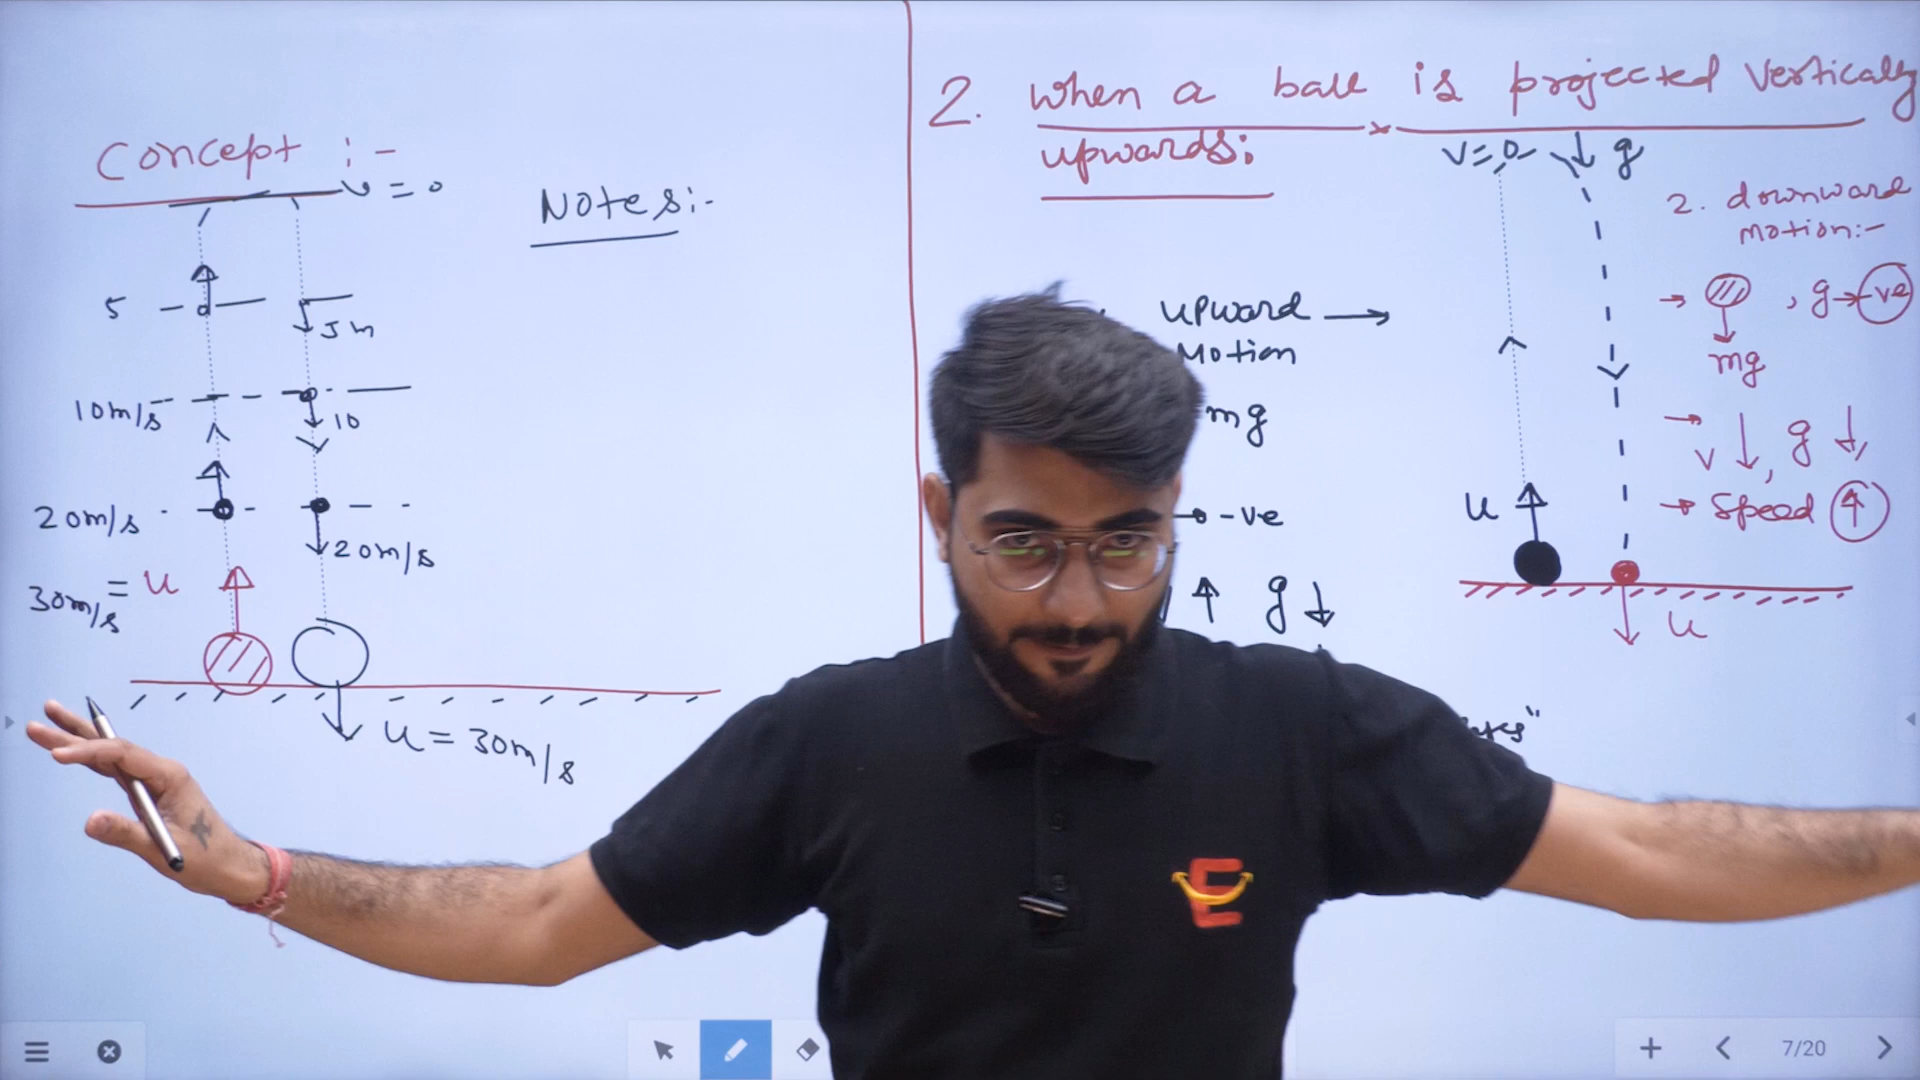 Concept :-
v = 0
5
5m
10m/s
10
20m/s
20m/s
30m/s = u
u = 30m/s
Notes:-
2. When a ball is projected vertically
upwards:
v=0
g
upward
Motion
mg
-ve
g
u
u
2. downward
motion:-
, g → -ve
mg
v , g
Speed
E
7/20